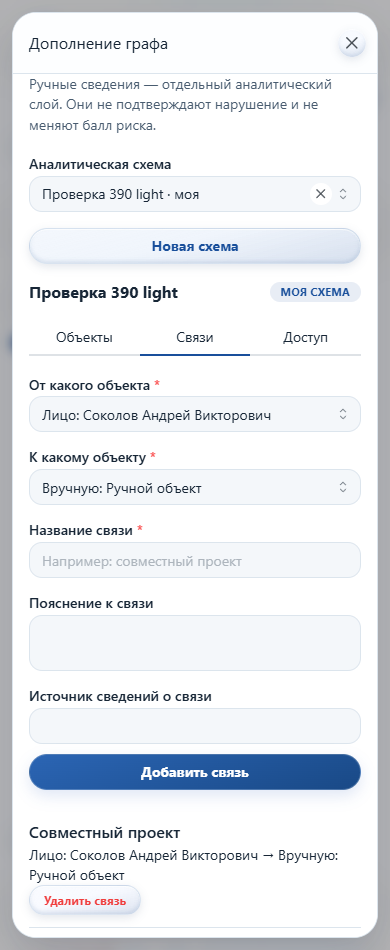 Дополнение графа
Ручные сведения — отдельный аналитический
слой. Они не подтверждают нарушение и не
меняют балл риска.
Аналитическая схема
Проверка 390 light · моя
Новая схема
Проверка 390 light
МОЯ СХЕМА
Объекты
Связи
Доступ
От какого объекта *
Лицо: Соколов Андрей Викторович
К какому объекту *
Вручную: Ручной объект
Название связи *
Например: совместный проект
Пояснение к связи
Источник сведений о связи
Добавить связь
Совместный проект
Лицо: Соколов Андрей Викторович → Вручную:
Ручной объект
Удалить связь